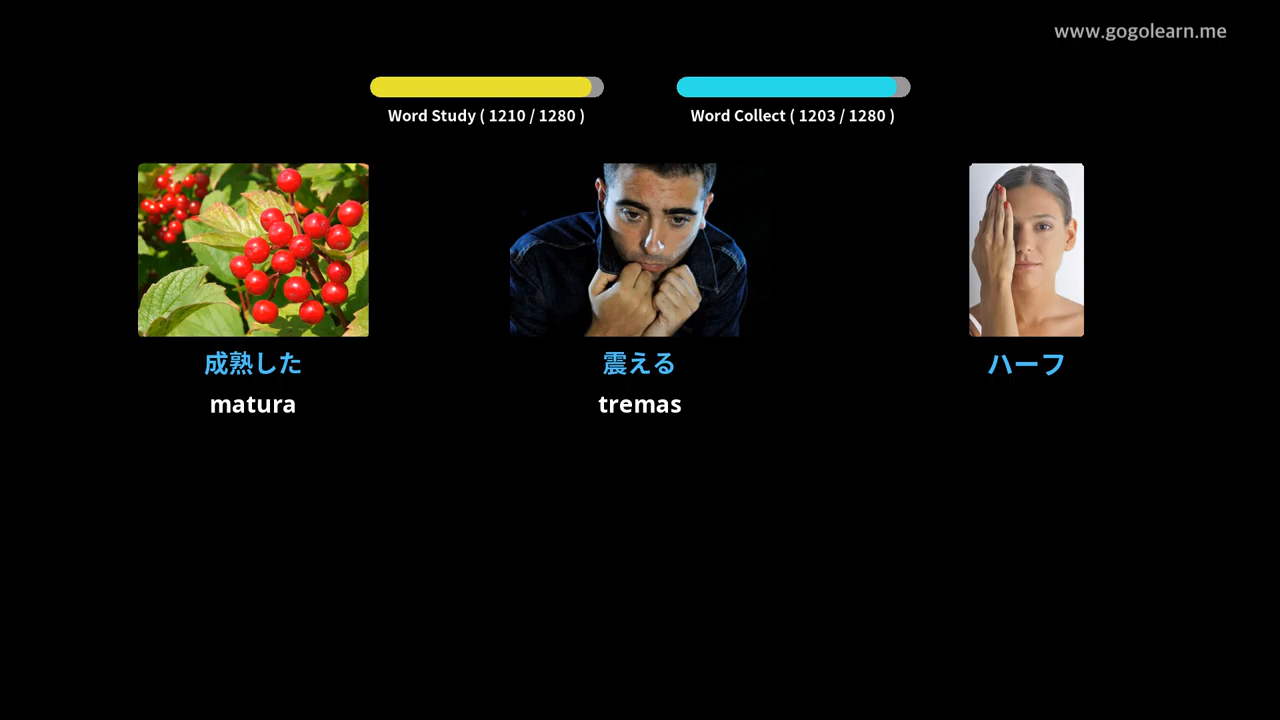 www.gogolearn.me
Word Study ( 1210 / 1280 )
Word Collect ( 1203 / 1280 )
成熟した
震える
ハーフ
matura
tremas